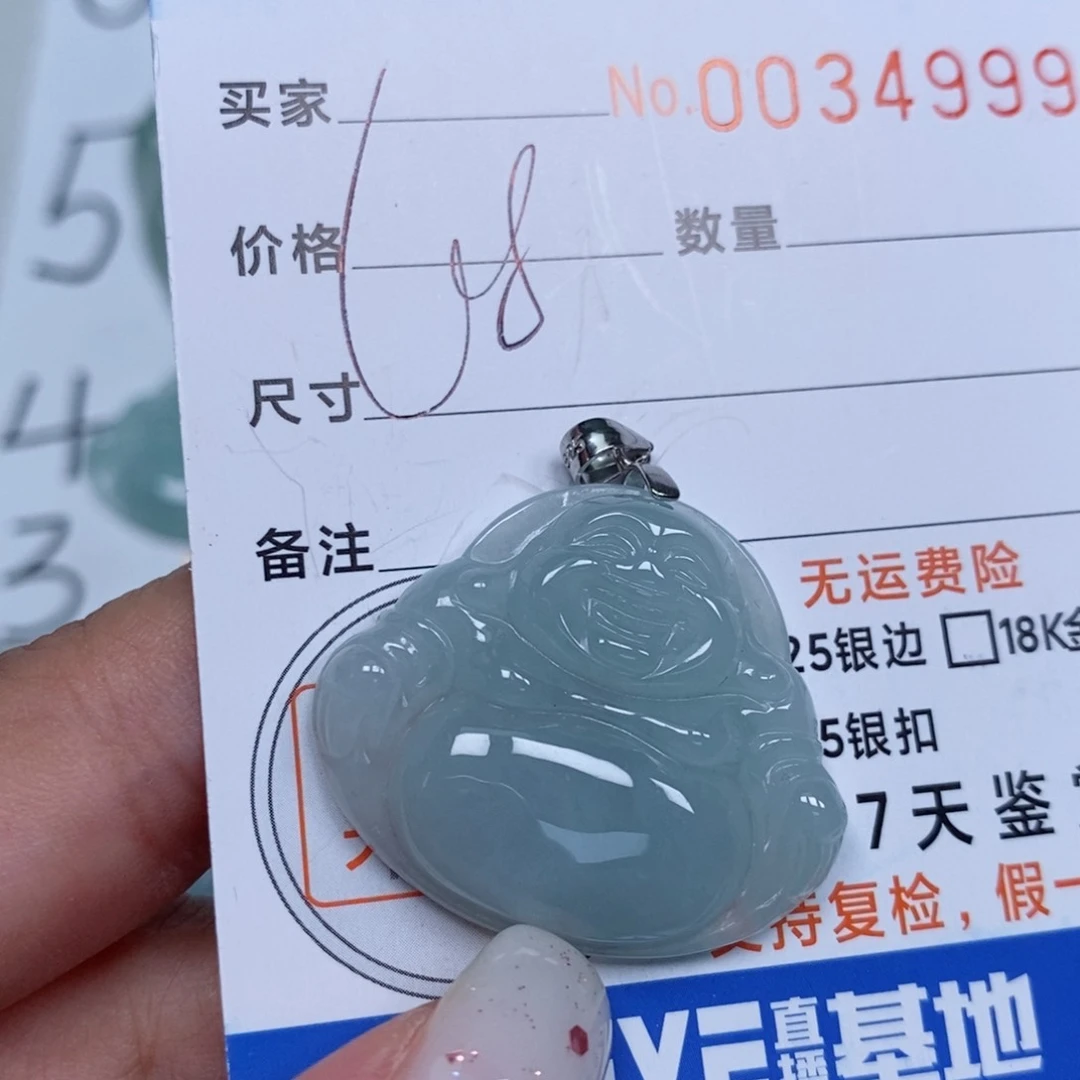 买家 No.0034999
价格 数量
尺寸
备注
无运费险
25银边 □18K金
5银扣
7天鉴赏
支持复检，假一
直播基地
5
4
3